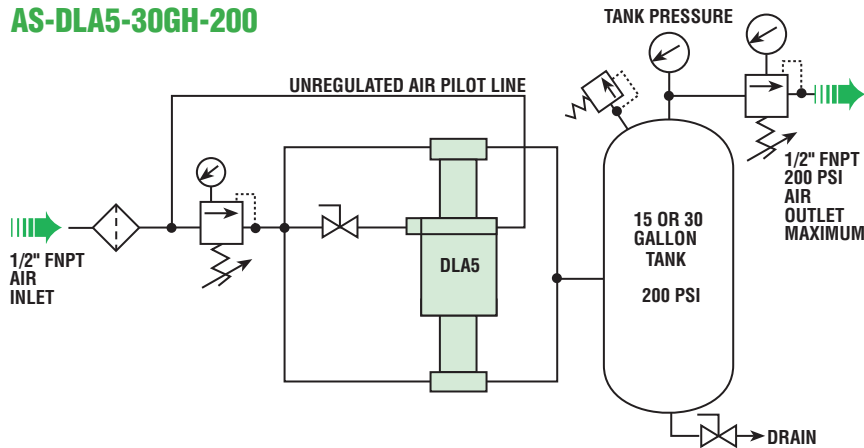 AS-DLA5-30GH-200
TANK PRESSURE
UNREGULATED AIR PILOT LINE
1/2" FNPT
AIR
INLET
DLA5
15 OR 30
GALLON
TANK
200 PSI
1/2" FNPT
200 PSI
AIR
OUTLET
MAXIMUM
DRAIN